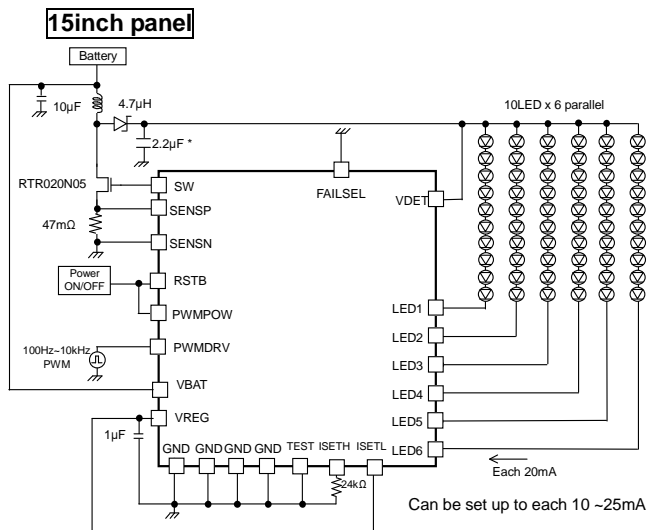 15inch panel
Battery
10µF
4.7µH
2.2µF *
10LED x 6 parallel
RTR020N05
FAILSEL
SW
VDET
SENSP
47mΩ
SENSN
Power
ON/OFF
RSTB
PWMPOW
LED1
LED2
100Hz~10kHz
PWM
PWMDRV
LED3
VBAT
LED4
VREG
LED5
1µF
GND GND GND GND TEST ISETH ISETL
LED6
Each 20mA
24kΩ
Can be set up to each 10 ~25mA